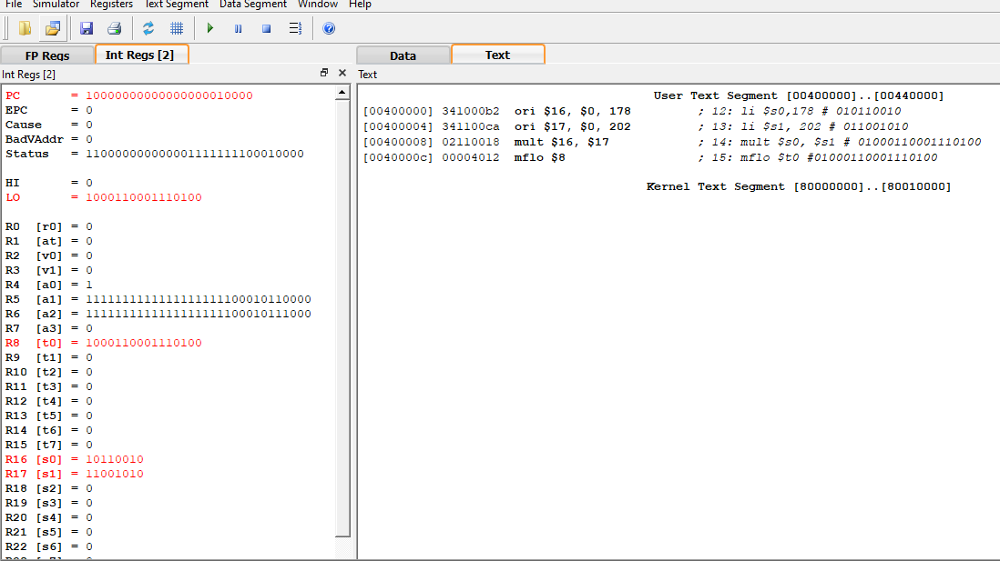 File Simulator Registers Text Segment Data Segment Window Help
FP Regs Int Regs [2] Data Text
Int Regs [2] Text
PC = 10000000000000000010000
EPC = 0
Cause = 0
BadVAddr = 0
Status = 110000000000001111111100010000
HI = 0
LO = 1000110001110100
R0 [r0] = 0
R1 [at] = 0
R2 [v0] = 0
R3 [v1] = 0
R4 [a0] = 1
R5 [a1] = 111111111111111111111100010110000
R6 [a2] = 111111111111111111111100010111000
R7 [a3] = 0
R8 [t0] = 1000110001110100
R9 [t1] = 0
R10 [t2] = 0
R11 [t3] = 0
R12 [t4] = 0
R13 [t5] = 0
R14 [t6] = 0
R15 [t7] = 0
R16 [s0] = 10110010
R17 [s1] = 11001010
R18 [s2] = 0
R19 [s3] = 0
R20 [s4] = 0
R21 [s5] = 0
R22 [s6] = 0
User Text Segment [00400000]..[00440000]
[00400000] 341000b2 ori $16, $0, 178 ; 12: li $s0,178 # 010110010
[00400004] 341100ca ori $17, $0, 202 ; 13: li $s1, 202 # 011001010
[00400008] 02110018 mult $16, $17 ; 14: mult $s0, $s1 # 01000110001110100
[0040000c] 00004012 mflo $8 ; 15: mflo $t0 #01000110001110100
Kernel Text Segment [80000000]..[80010000]